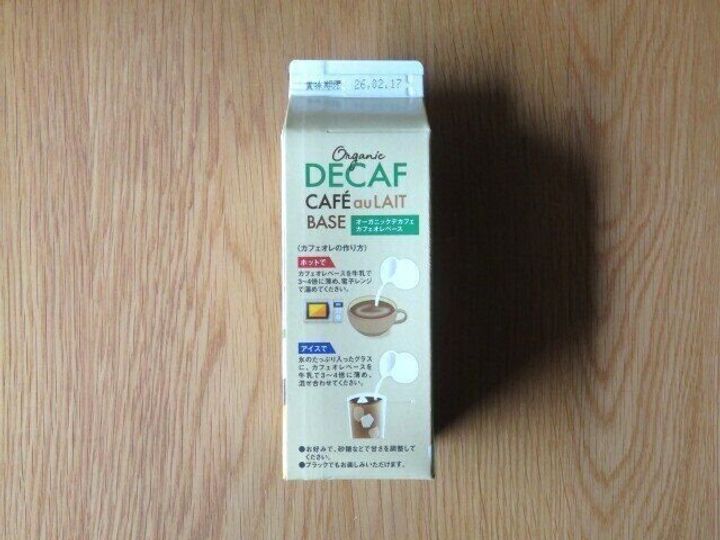 賞味期限 26.02.17
Organic
DECAF
CAFÉ au LAIT
BASE
オーガニックデカフェ
カフェオレベース
〈カフェオレの作り方〉
ホットで
カフェオレベースを牛乳で
3〜4倍に薄め、電子レンジ
で温めてください。
アイスで
氷のたっぷり入ったグラス
に、カフェオレベースを
牛乳で3〜4倍に薄め、
混ぜ合わせてください。
●お好みで、砂糖などで甘さを調整して
ください。
●ブラックでもお楽しみいただけます。